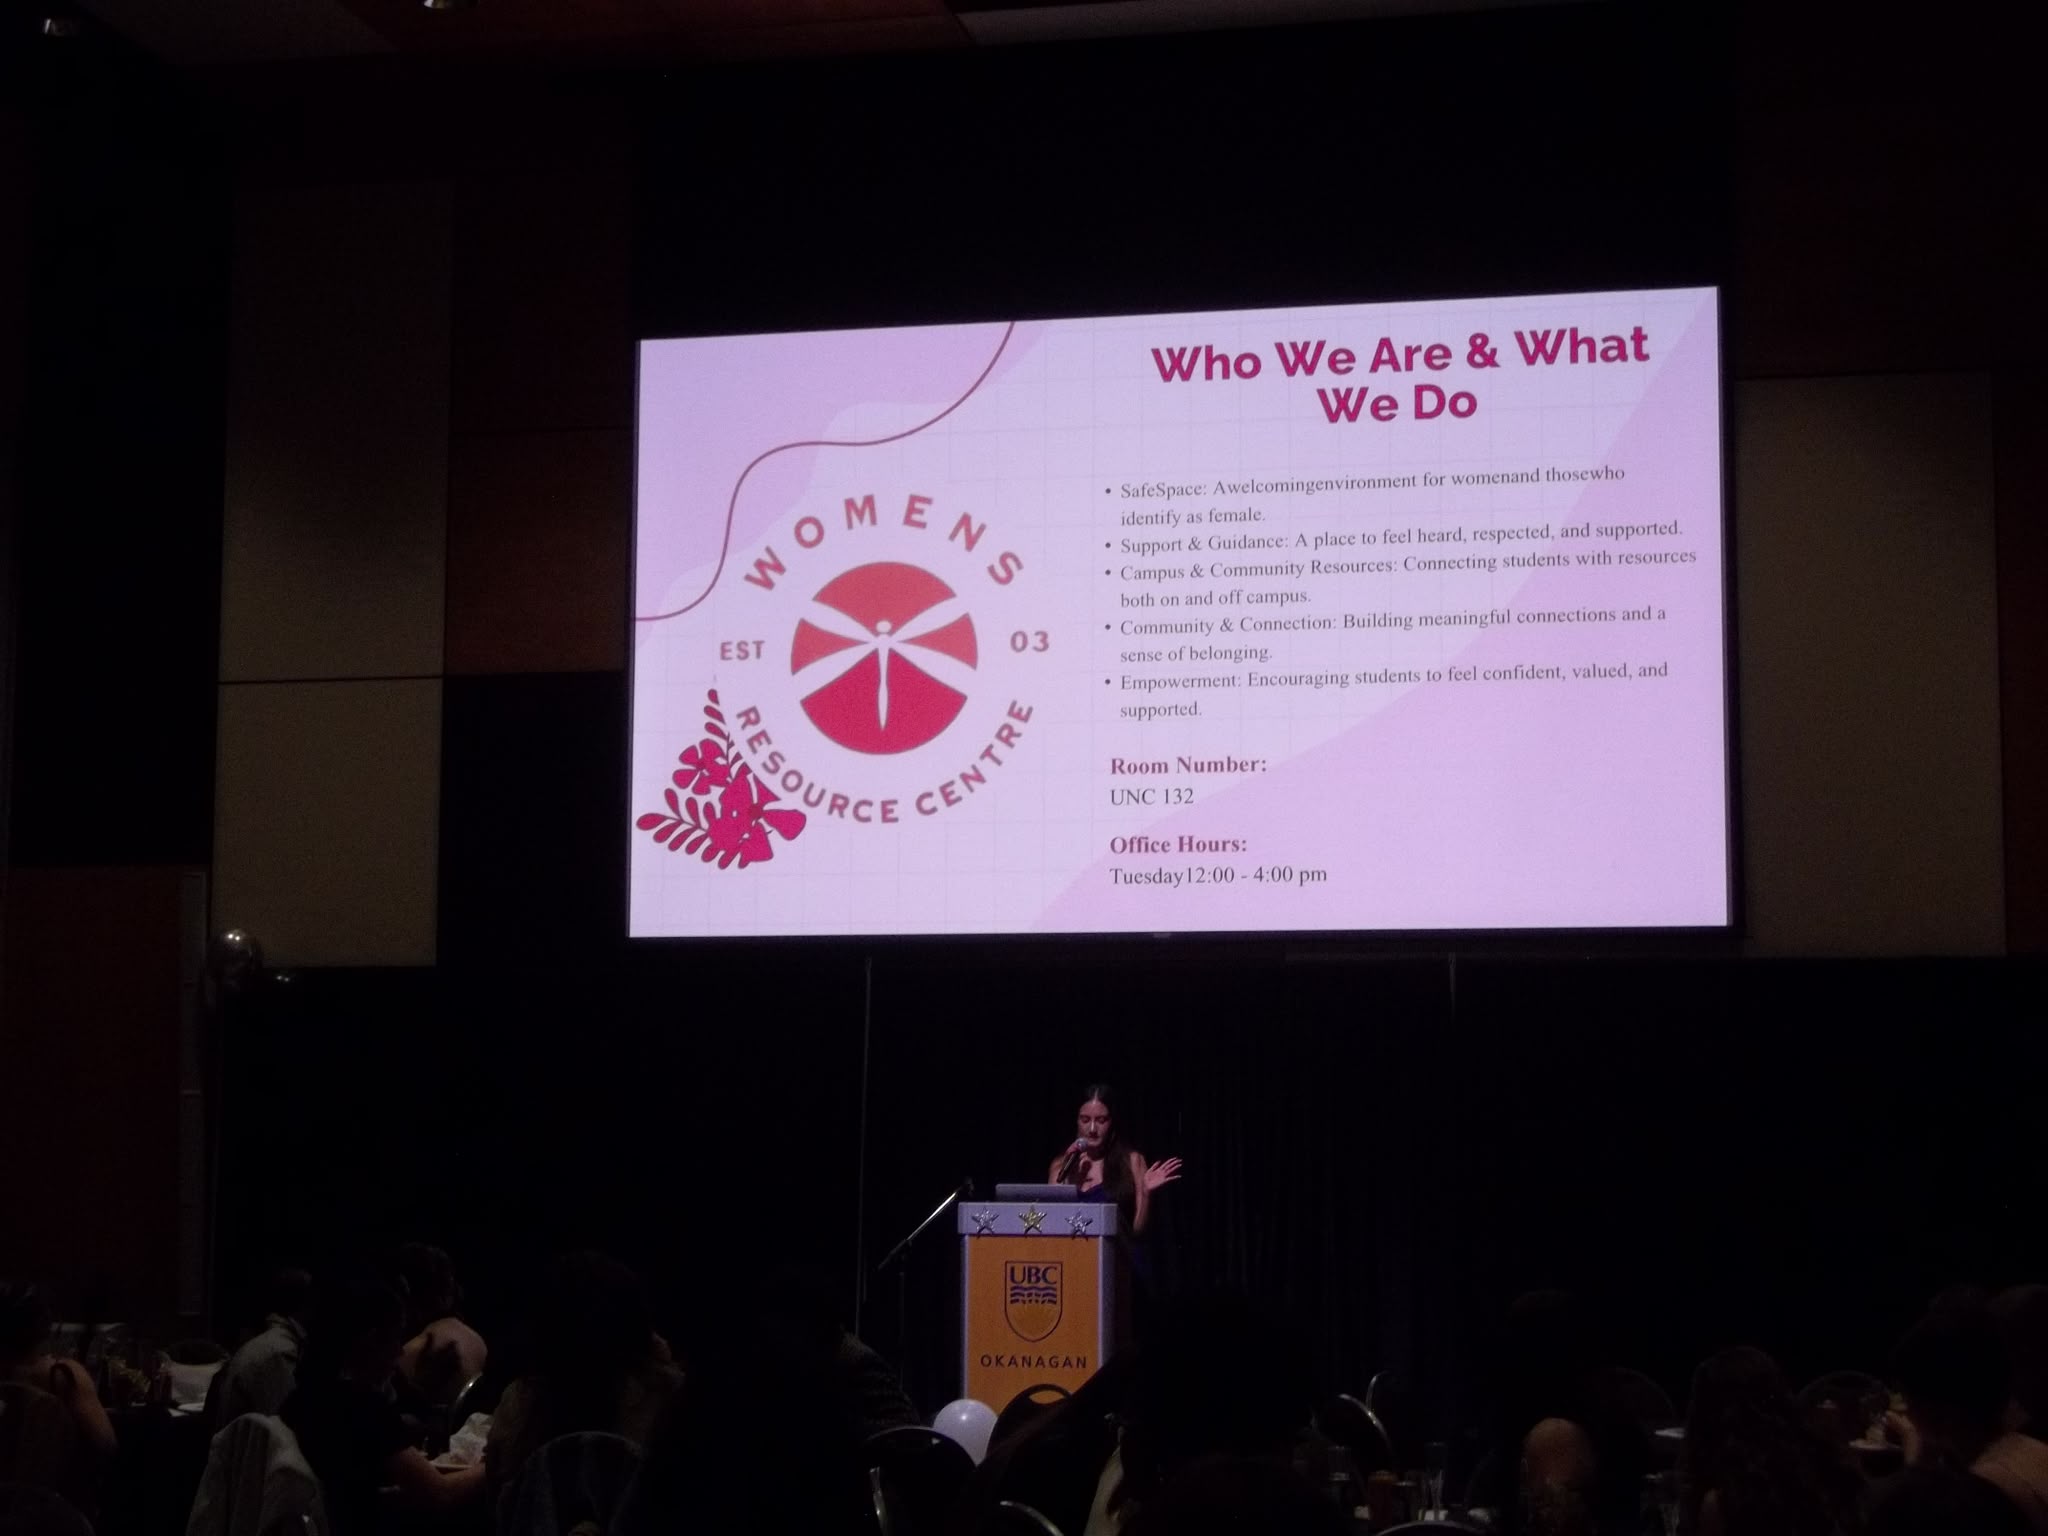 Who We Are & What
We Do
WOMENS
EST 03
RESOURCE CENTRE
• SafeSpace: Awelcomingenvironment for womenand thosewho
identify as female.
• Support & Guidance: A place to feel heard, respected, and supported.
• Campus & Community Resources: Connecting students with resources
both on and off campus.
• Community & Connection: Building meaningful connections and a
sense of belonging.
• Empowerment: Encouraging students to feel confident, valued, and
supported.
Room Number:
UNC 132
Office Hours:
Tuesday12:00 - 4:00 pm
UBC
OKANAGAN